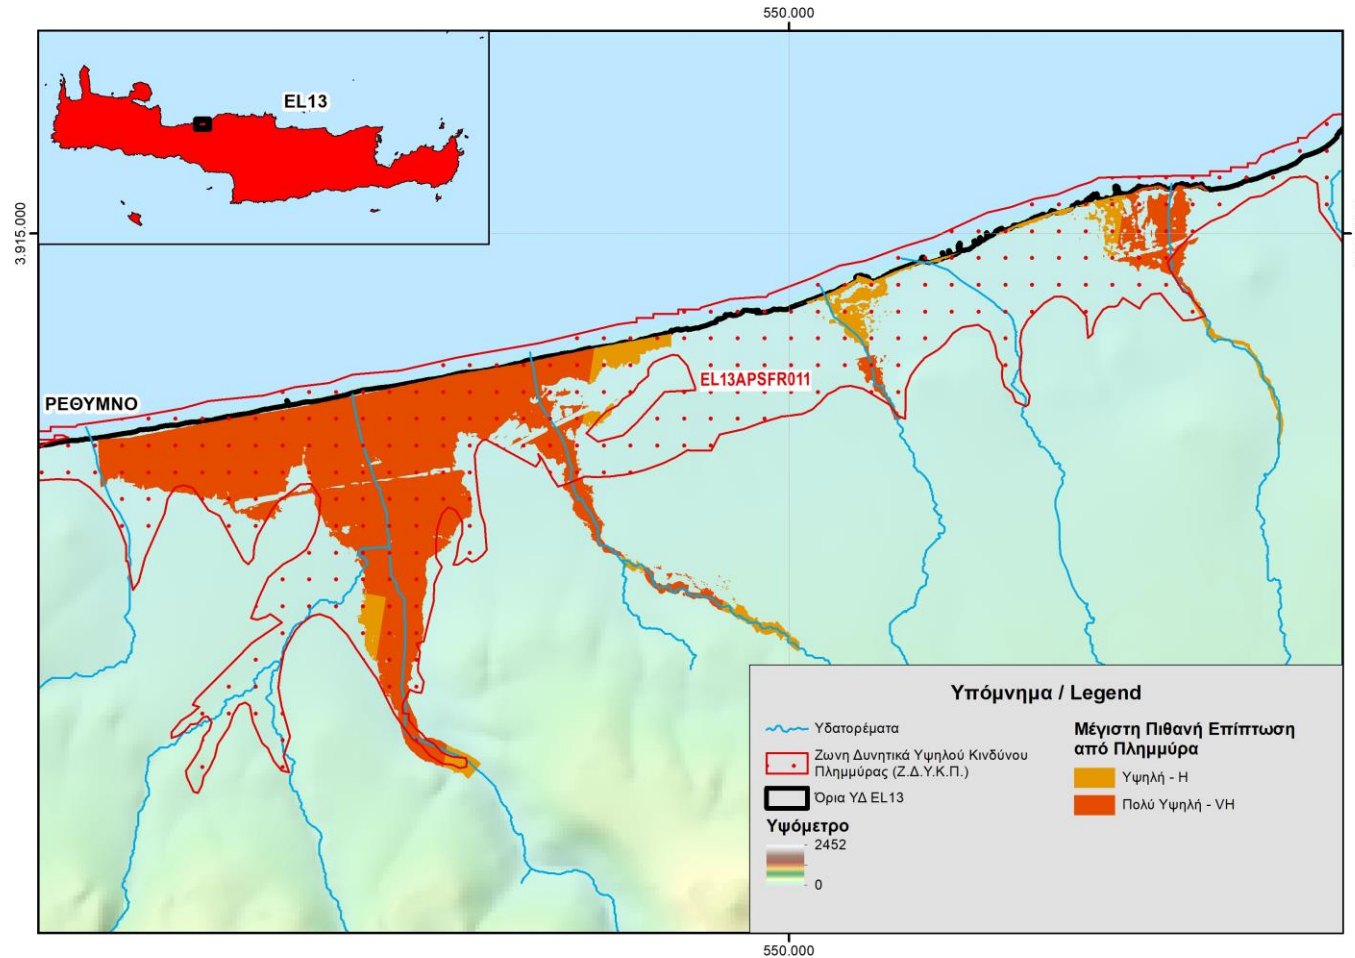 550.000
EL13
3.915.000
ΡΕΘΥΜΝΟ
EL13APSFR011
Υπόμνημα / Legend
Υδατορέματα
Ζωνη Δυνητικά Υψηλού Κινδύνου
Πλημμύρας (Ζ.Δ.Υ.Κ.Π.)
Όρια ΥΔ EL13
Υψόμετρο
2452
0
Μέγιστη Πιθανή Επίπτωση
από Πλημμύρα
Υψηλή - H
Πολύ Υψηλή - VH
550.000